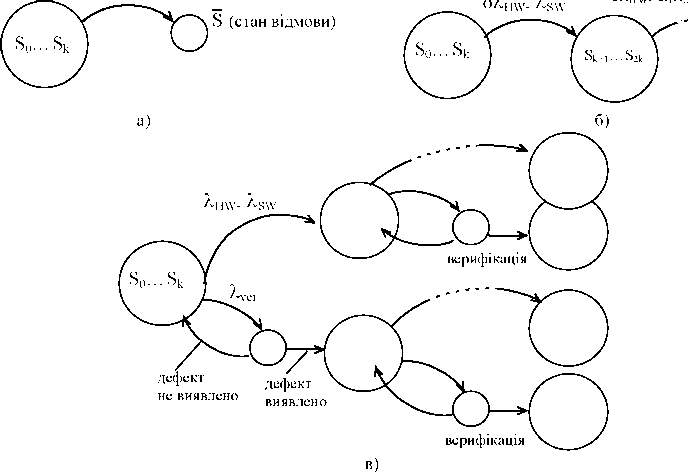 S̅ (стан відмови)
S₀… Sₖ
а)
S₀… Sₖ
Sₖ₊₁…S₂ₖ
б)
λHW, λSW
верифікація
S₀… Sₖ
λver
дефект
не виявлено
дефект
виявлено
верифікація
в)